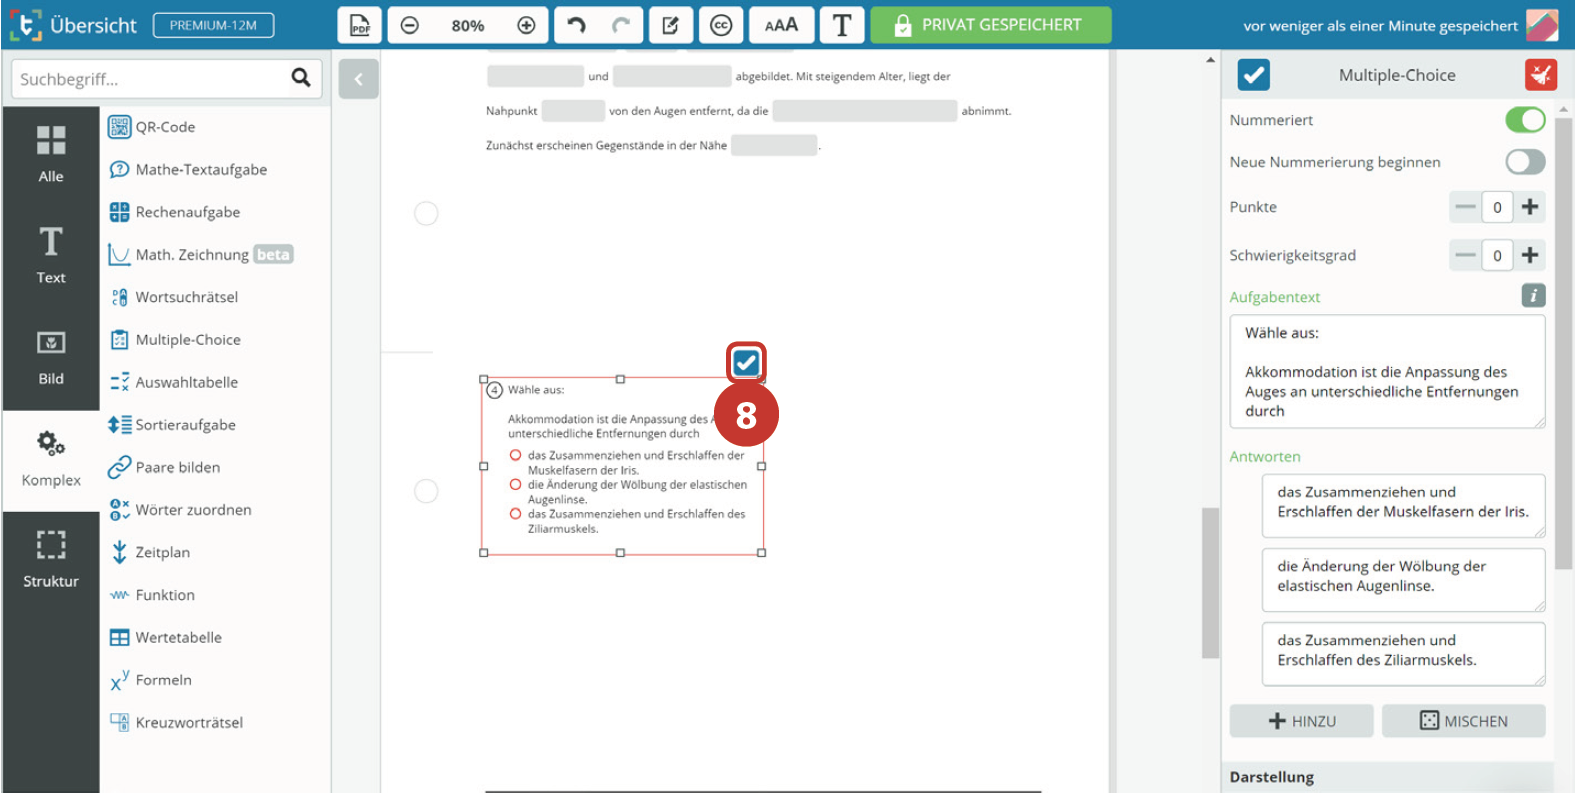 Übersicht
PREMIUM-12M
PDF
80%
cc
AAA
T
PRIVAT GESPEICHERT
vor weniger als einer Minute gespeichert
Suchbegriff...
Alle
T
Text
Bild
Komplex
Struktur
QR-Code
Mathe-Textaufgabe
Rechenaufgabe
Math. Zeichnung beta
Wortsuchrätsel
Multiple-Choice
Auswahltabelle
Sortieraufgabe
Paare bilden
Wörter zuordnen
Zeitplan
Funktion
Wertetabelle
Formeln
Kreuzworträtsel
und abgebildet. Mit steigendem Alter, liegt der
Nahpunkt von den Augen entfernt, da die abnimmt.
Zunächst erscheinen Gegenstände in der Nähe .
4 Wähle aus:
8
Akkommodation ist die Anpassung des A
unterschiedliche Entfernungen durch
das Zusammenziehen und Erschlaffen der
Muskelfasern der Iris.
die Änderung der Wölbung der elastischen
Augenlinse.
das Zusammenziehen und Erschlaffen des
Ziliarmuskels.
Multiple-Choice
Nummeriert
Neue Nummerierung beginnen
Punkte 0
Schwierigkeitsgrad 0
Aufgabentext i
Wähle aus:
Akkommodation ist die Anpassung des
Auges an unterschiedliche Entfernungen
durch
Antworten
das Zusammenziehen und
Erschlaffen der Muskelfasern der Iris.
die Änderung der Wölbung der
elastischen Augenlinse.
das Zusammenziehen und
Erschlaffen des Ziliarmuskels.
HINZU
MISCHEN
Darstellung